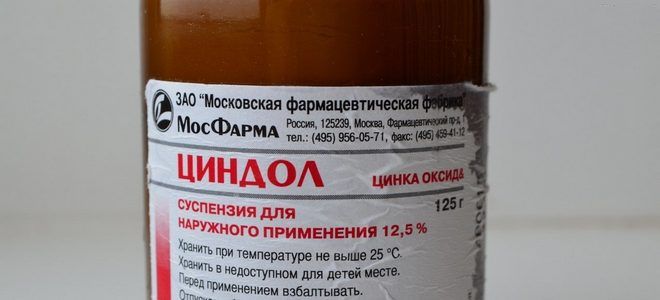 ЗАО "Московская фармацевтическая фабрика"
МосФарма
Россия, 125239, Москва, Фармацевтический пр-д, 1
тел.: (495) 956-05-71, факс: (495) 459-41-12
ЦИНДОЛ
ЦИНКА ОКСИДА
125 г
СУСПЕНЗИЯ ДЛЯ
НАРУЖНОГО ПРИМЕНЕНИЯ 12,5 %
Хранить при температуре не выше 25 °С.
Хранить в недоступном для детей месте.
Перед применением взбалтывать.